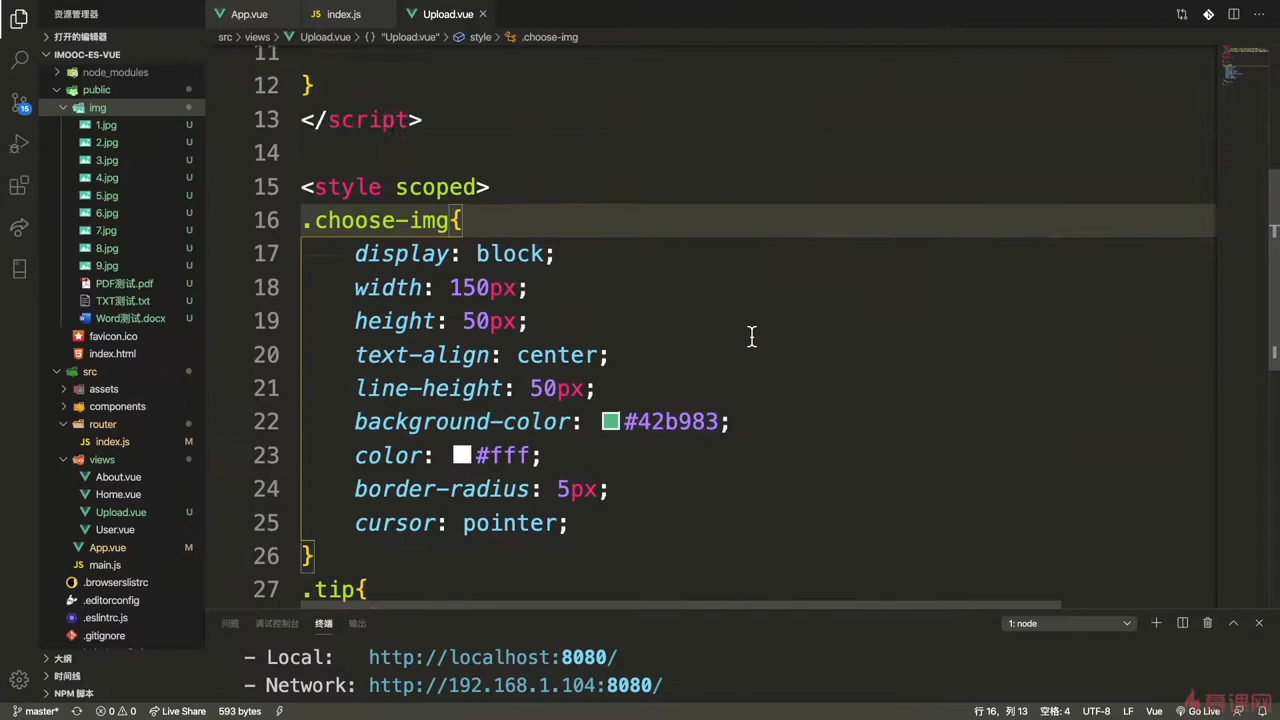 资源管理器
App.vue
index.js
Upload.vue
打开的编辑器
src
views
Upload.vue
{} "Upload.vue"
style
.choose-img
IMOOC-ES-VUE
node_modules
public
img
1.jpg U
2.jpg U
3.jpg U
4.jpg U
5.jpg U
6.jpg U
7.jpg U
8.jpg U
9.jpg U
PDF测试.pdf U
TXT测试.txt U
Word测试.docx U
favicon.ico
index.html
src
assets
components
router
index.js M
views
About.vue
Home.vue
Upload.vue U
User.vue
App.vue M
main.js
.browserslistrc
.editorconfig
.eslintrc.js
.gitignore
大纲
时间线
NPM 脚本
15
11
12 }
13 </script>
14
15 <style scoped>
16 .choose-img{
17 display: block;
18 width: 150px;
19 height: 50px;
20 text-align: center;
21 line-height: 50px;
22 background-color: #42b983;
23 color: #fff;
24 border-radius: 5px;
25 cursor: pointer;
26 }
27 .tip{
问题 调试控制台 终端 输出
1: node
- Local: http://localhost:8080/
- Network: http://192.168.1.104:8080/
master* 0 0 Live Share 593 bytes
行 16，列 13 空格: 4 UTF-8 LF Vue Go Live
慕课网